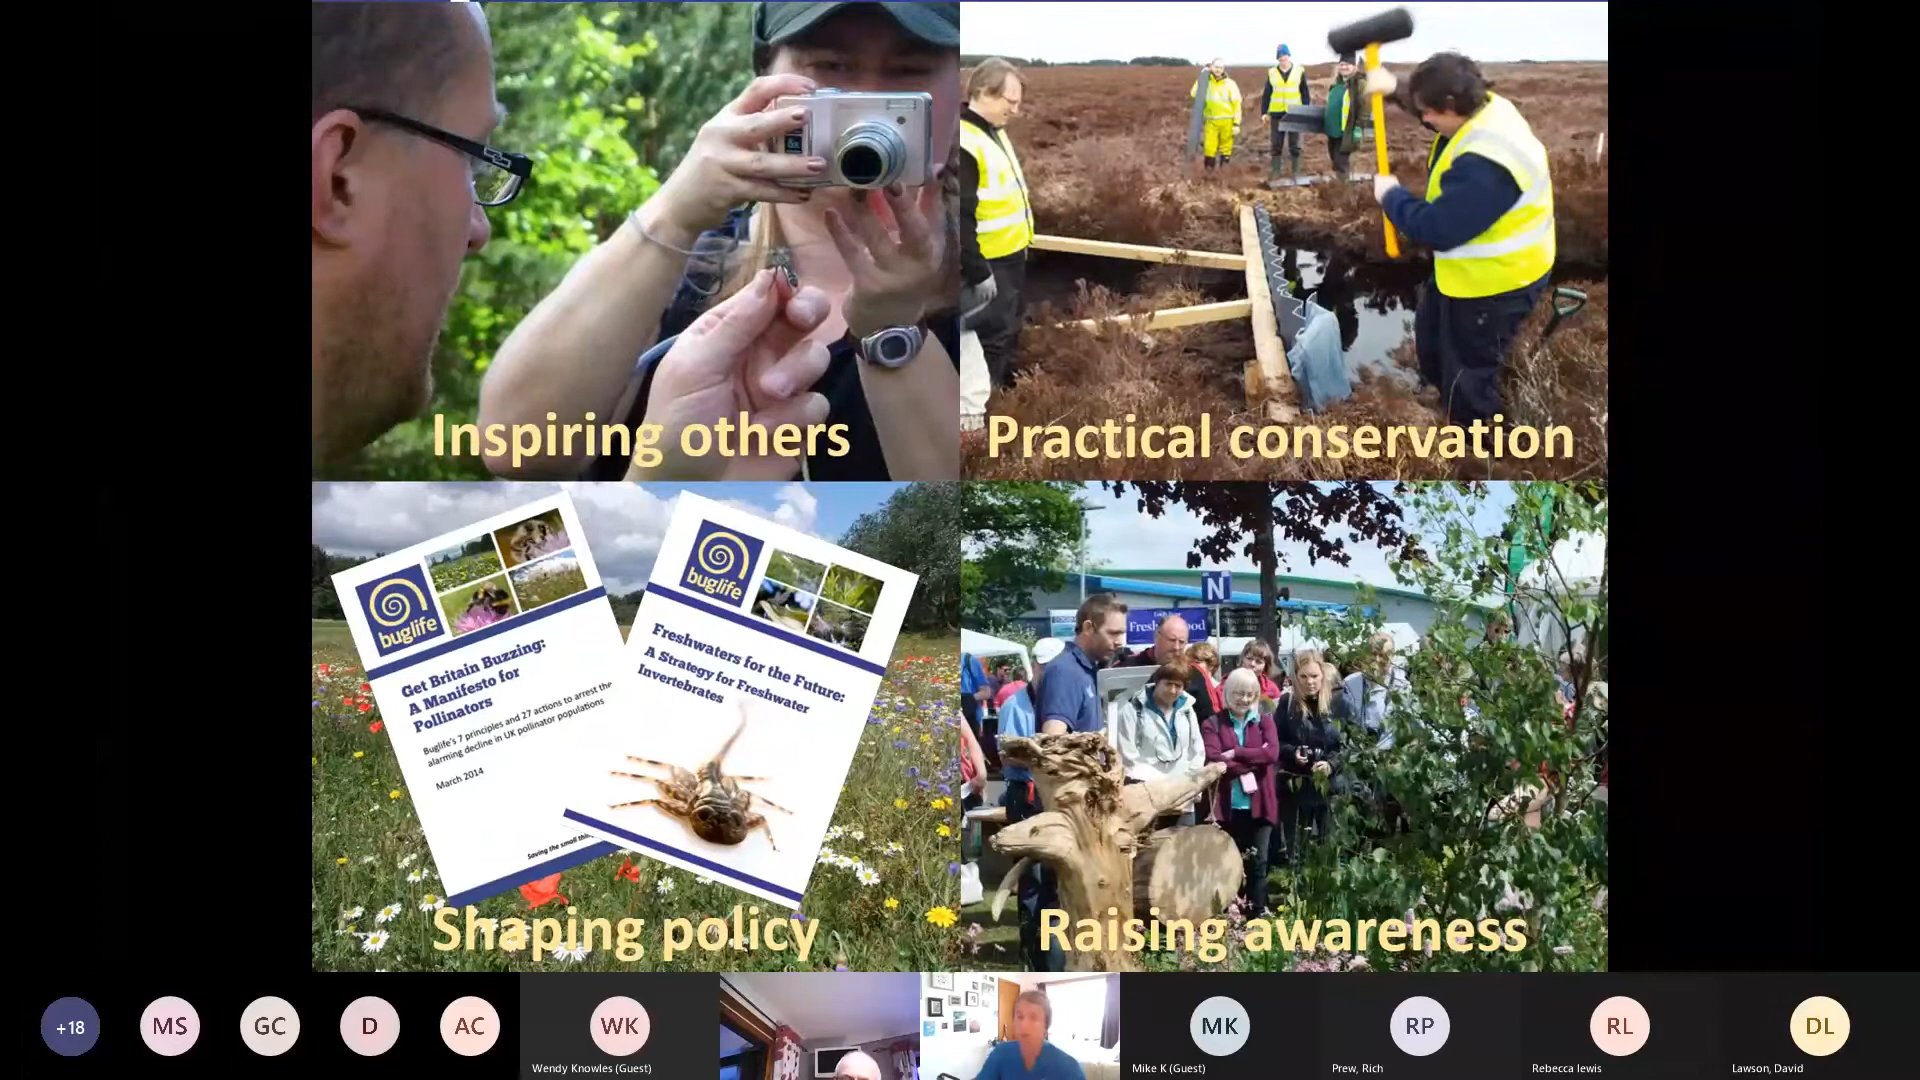 Inspiring others
Practical conservation
buglife
Get Britain Buzzing:
A Manifesto for
Pollinators
Buglife's 7 principles and 27 actions to arrest the
alarming decline in UK pollinator populations
March 2014
Saving the small
buglife
Freshwaters for the Future:
A Strategy for Freshwater
Invertebrates
Shaping policy
N
Raising awareness
+18
MS
GC
D
AC
WK
Wendy Knowles (Guest)
MK
Mike K (Guest)
RP
Prew, Rich
RL
Rebecca lewis
DL
Lawson, David